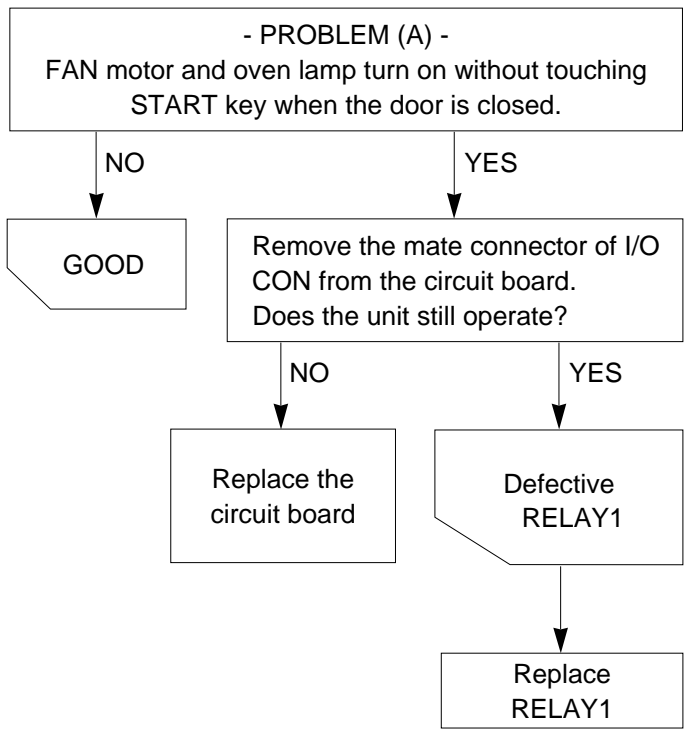 - PROBLEM (A) -
FAN motor and oven lamp turn on without touching
START key when the door is closed.
NO
YES
GOOD
Remove the mate connector of I/O
CON from the circuit board.
Does the unit still operate?
NO
YES
Replace the
circuit board
Defective
RELAY1
Replace
RELAY1